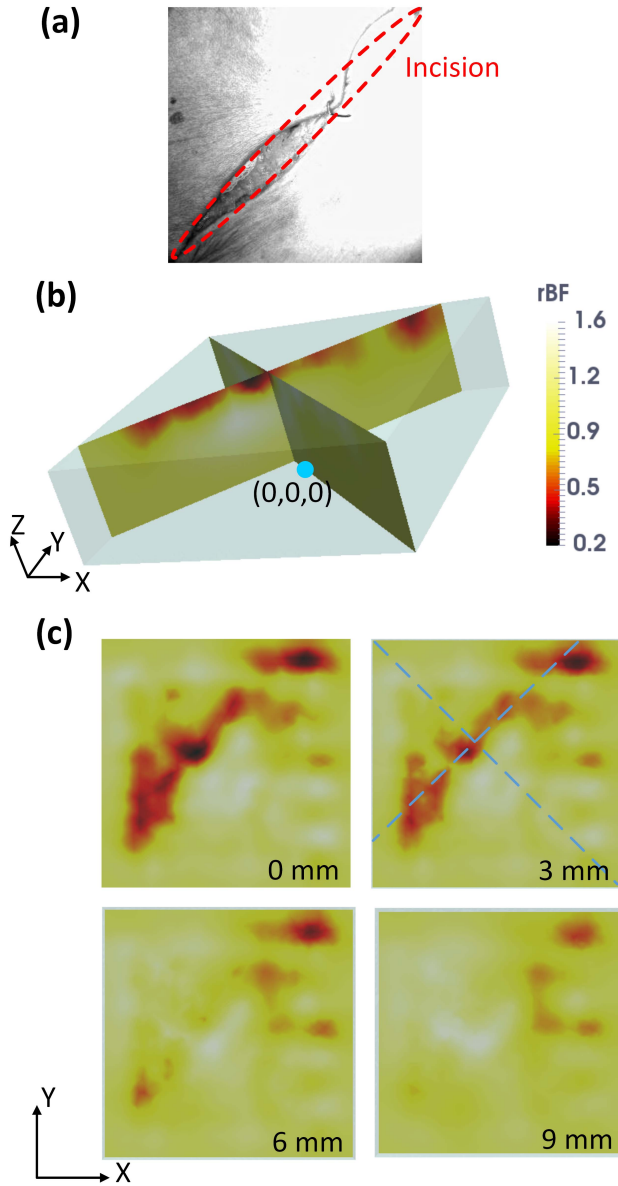 (a)
Incision
(b)
rBF
1.6
1.2
0.9
0.5
0.2
(0,0,0)
Z
Y
X
(c)
0 mm
3 mm
6 mm
9 mm
Y
X